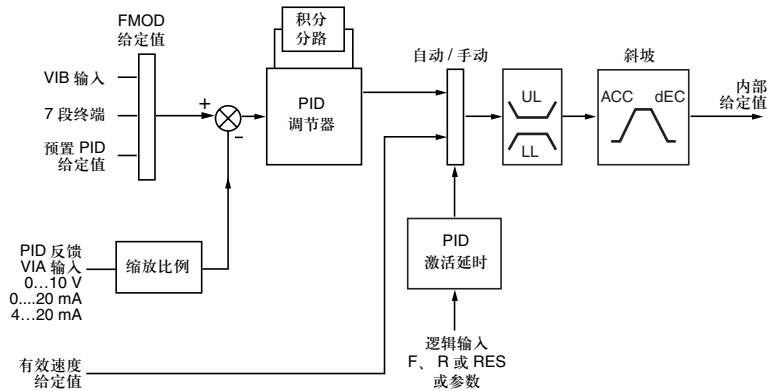 FMOD
给定值
积分
分路
VIB 输入
7 段终端
预置 PID
给定值
+
−
PID
调节器
自动 / 手动
UL
LL
斜坡
ACC
dEC
内部
给定值
PID 反馈
VIA 输入
0…10 V
0....20 mA
4…20 mA
缩放比例
PID
激活延时
有效速度
给定值
逻辑输入
F、 R 或 RES
或参数